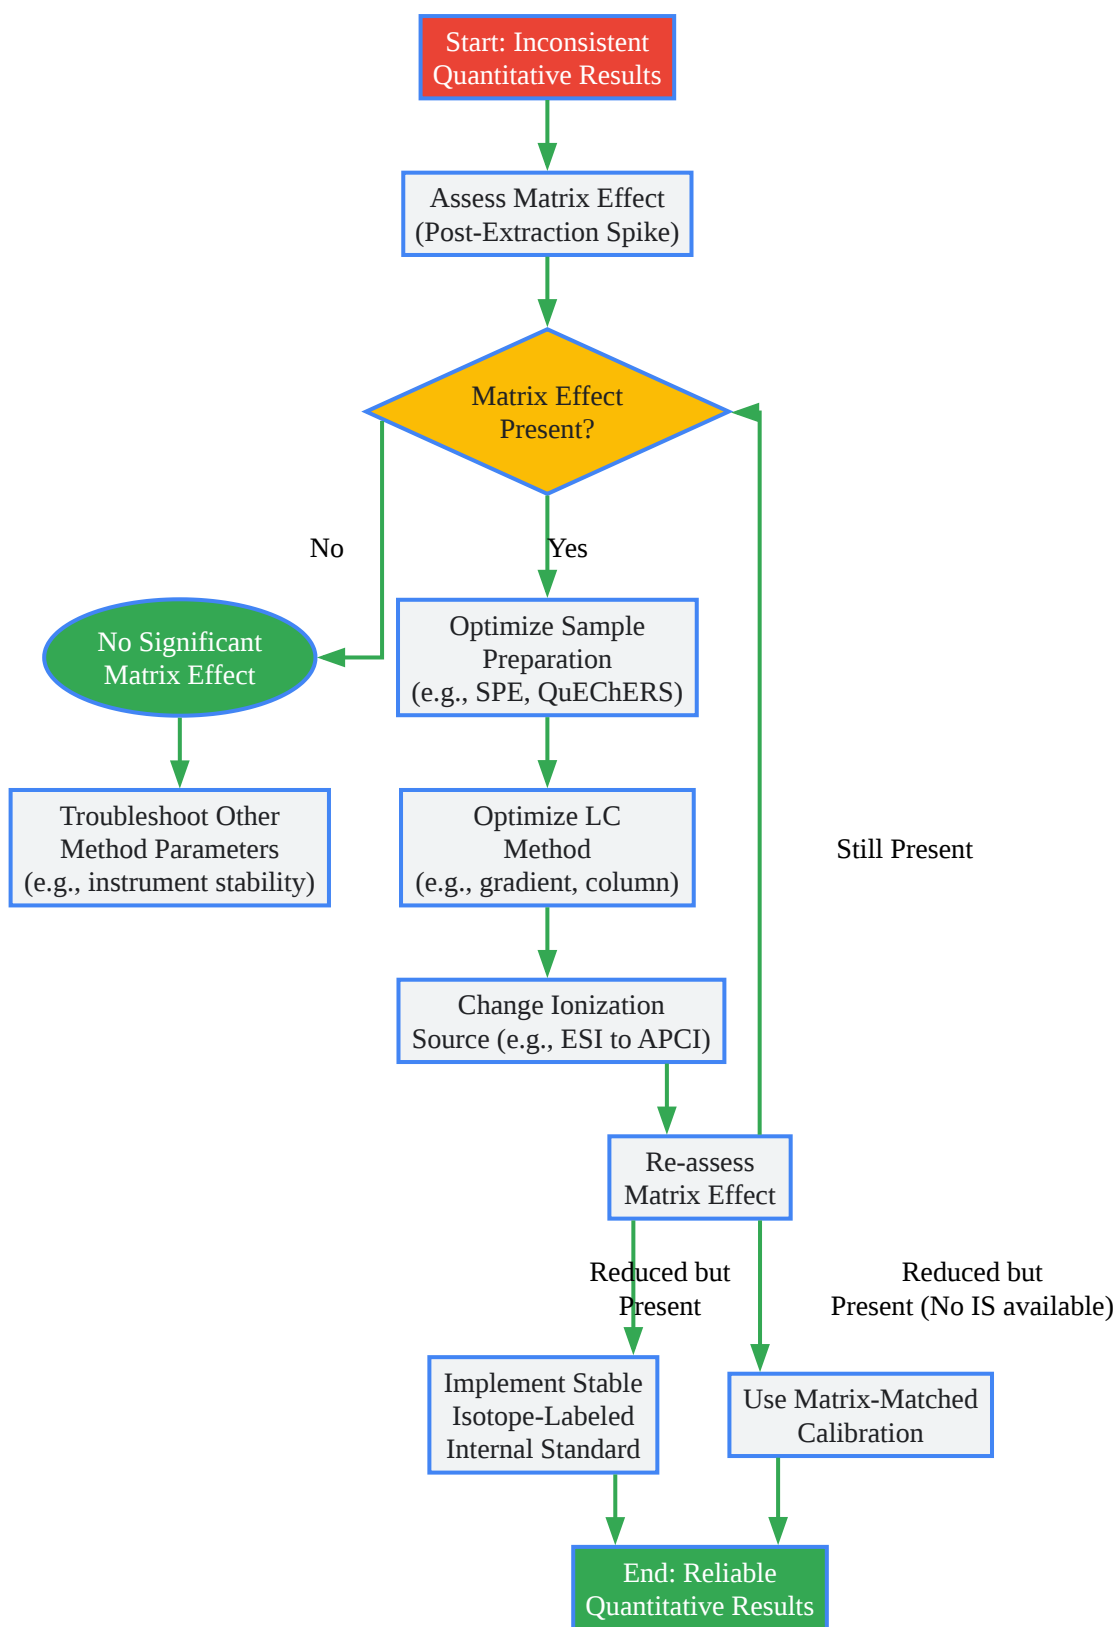 Start: Inconsistent
Quantitative Results
Assess Matrix Effect
(Post-Extraction Spike)
Matrix Effect
Present?
No
Yes
No Significant
Matrix Effect
Optimize Sample
Preparation
(e.g., SPE, QuEChERS)
Troubleshoot Other
Method Parameters
(e.g., instrument stability)
Optimize LC
Method
(e.g., gradient, column)
Still Present
Change Ionization
Source (e.g., ESI to APCI)
Re-assess
Matrix Effect
Reduced but
Present
Reduced but
Present (No IS available)
Implement Stable
Isotope-Labeled
Internal Standard
Use Matrix-Matched
Calibration
End: Reliable
Quantitative Results